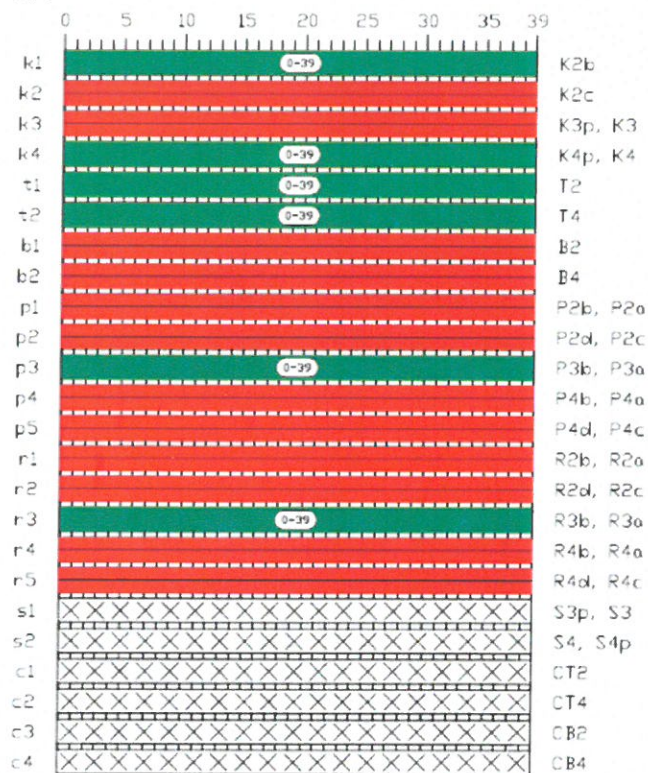 0 5 10 15 20 25 30 35 39
k1 0-39 K2b
k2 K2c
k3 K3p, K3
k4 0-39 K4p, K4
t1 0-39 T2
t2 0-39 T4
b1 B2
b2 B4
p1 P2b, P2a
p2 P2d, P2c
p3 0-39 P3b, P3a
p4 P4b, P4a
p5 P4d, P4c
r1 R2b, R2a
r2 R2d, R2c
r3 0-39 R3b, R3a
r4 R4b, R4a
r5 R4d, R4c
s1 S3p, S3
s2 S4, S4p
c1 CT2
c2 CT4
c3 CB2
c4 CB4